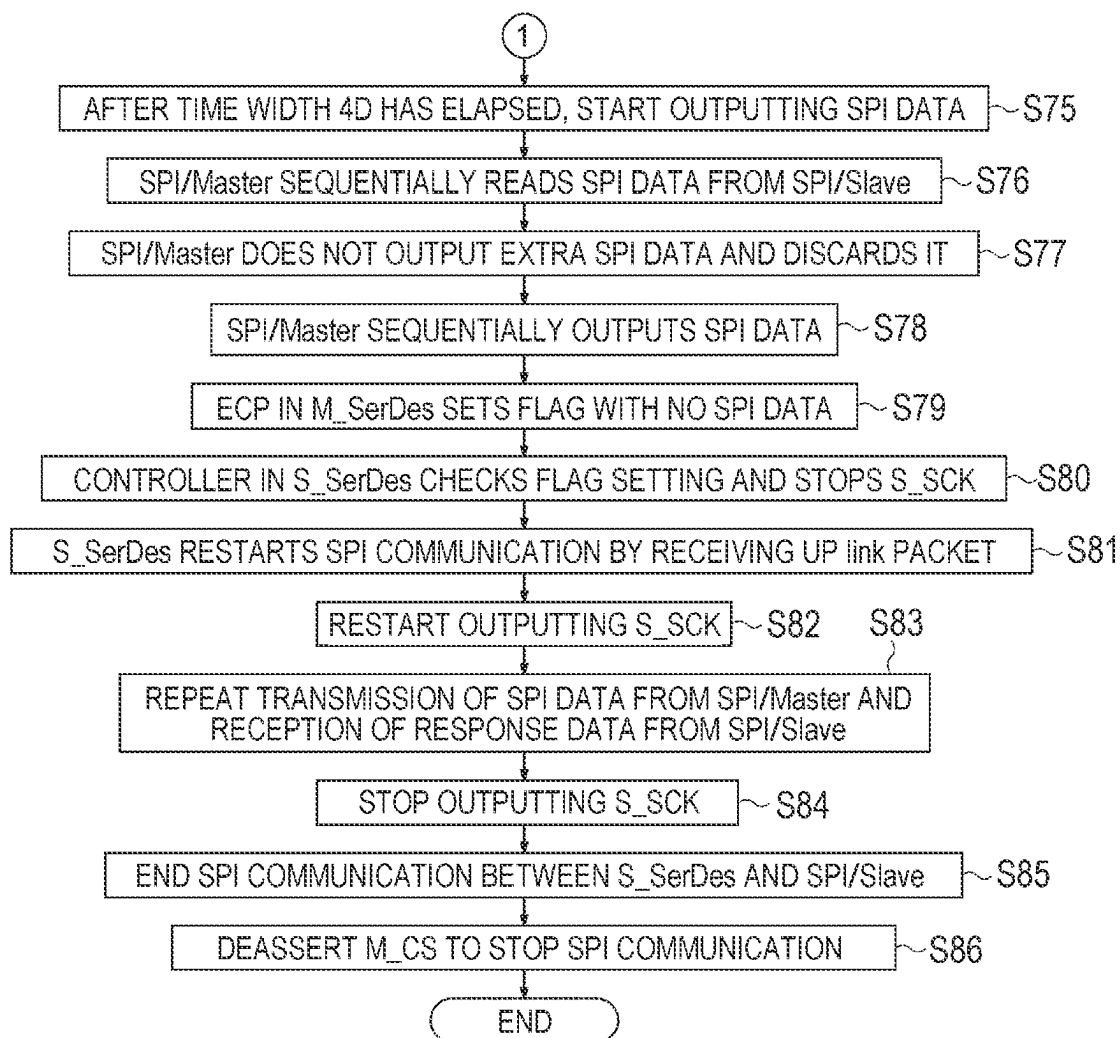 1
AFTER TIME WIDTH 4D HAS ELAPSED, START OUTPUTTING SPI DATA
S75
SPI/Master SEQUENTIALLY READS SPI DATA FROM SPI/Slave
S76
SPI/Master DOES NOT OUTPUT EXTRA SPI DATA AND DISCARDS IT
S77
SPI/Master SEQUENTIALLY OUTPUTS SPI DATA
S78
ECP IN M_SerDes SETS FLAG WITH NO SPI DATA
S79
CONTROLLER IN S_SerDes CHECKS FLAG SETTING AND STOPS S_SCK
S80
S_SerDes RESTARTS SPI COMMUNICATION BY RECEIVING UP link PACKET
S81
RESTART OUTPUTTING S_SCK
S82
S83
REPEAT TRANSMISSION OF SPI DATA FROM SPI/Master AND
RECEPTION OF RESPONSE DATA FROM SPI/Slave
STOP OUTPUTTING S_SCK
S84
END SPI COMMUNICATION BETWEEN S_SerDes AND SPI/Slave
S85
DEASSERT M_CS TO STOP SPI COMMUNICATION
S86
END